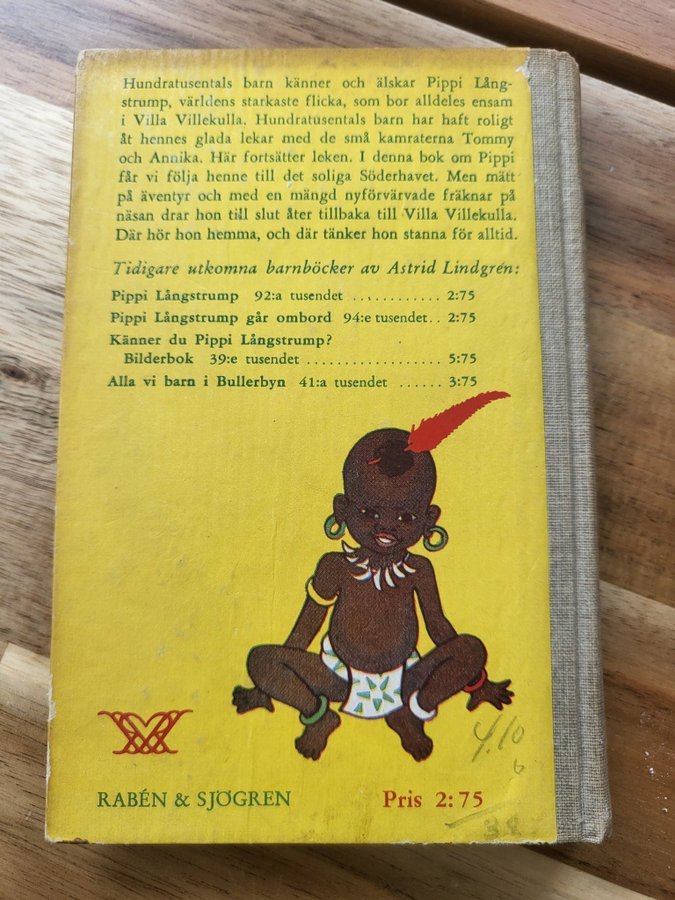 Hundratusentals barn känner och älskar Pippi Lång-
strump, världens starkaste flicka, som bor alldeles ensam
i Villa Villekulla. Hundratusentals barn har haft roligt
åt hennes glada lekar med de små kamraterna Tommy
och Annika. Här fortsätter leken. I denna bok om Pippi
får vi följa henne till det soliga Söderhavet. Men mätt
på äventyr och med en mängd nyförvärvade fräknar på
näsan drar hon till slut åter tillbaka till Villa Villekulla.
Där hör hon hemma, och där tänker hon stanna för alltid.
Tidigare utkomna barnböcker av Astrid Lindgren:
Pippi Långstrump 92:a tusendet ............ 2:75
Pippi Långstrump går ombord 94:e tusendet.. 2:75
Känner du Pippi Långstrump?
Bilderbok 39:e tusendet .................. 5:75
Alla vi barn i Bullerbyn 41:a tusendet ...... 3:75
4.10
6
RABÉN & SJÖGREN Pris 2:75